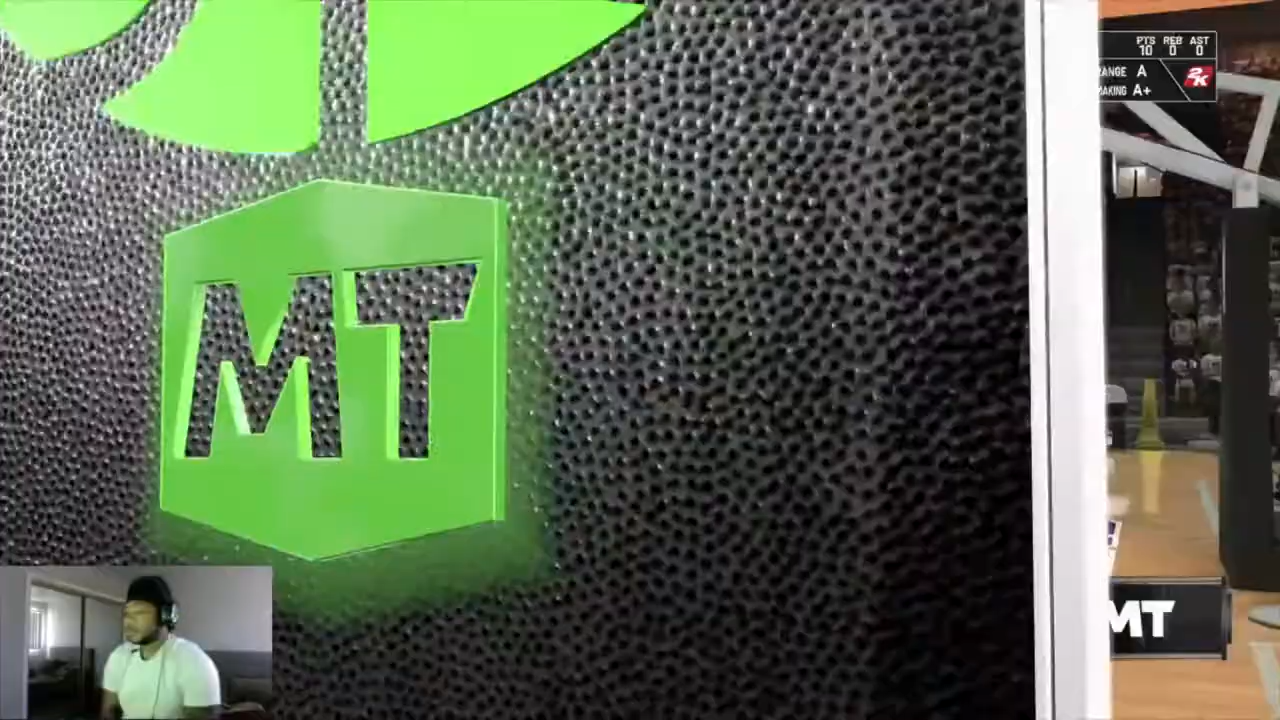 MT
PTS REB AST
10 0 0
RANGE A
MAKING A+
2K
MT